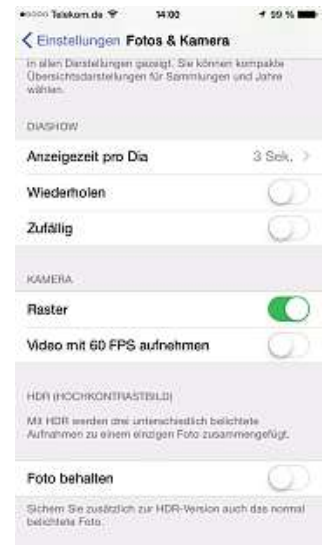 Telekom.de 14:00 99 %
Einstellungen Fotos & Kamera
in allen Darstellungen gezeigt. Sie können kompakte
Übersichtsdarstellungen für Sammlungen und Jahre
wählen.
DIASHOW
Anzeigezeit pro Dia 3 Sek.
Wiederholen
Zufällig
KAMERA
Raster
Video mit 60 FPS aufnehmen
HDR (HOCHKONTRASTBILD)
Mit HDR werden drei unterschiedlich belichtete
Aufnahmen zu einem einzigen Foto zusammengefügt.
Foto behalten
Sichern Sie zusätzlich zur HDR-Version auch das normal
belichtete Foto.